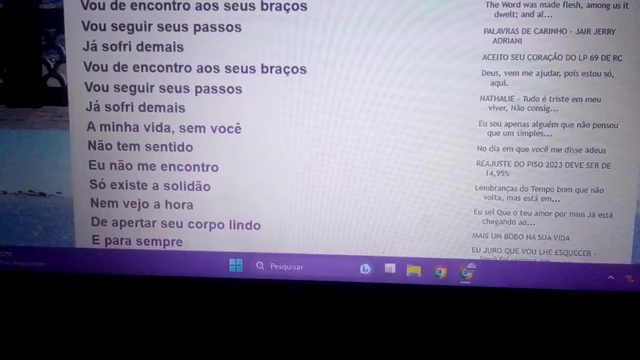 Vou de encontro aos seus braços
Vou seguir seus passos
Já sofri demais
Vou de encontro aos seus braços
Vou seguir seus passos
Já sofri demais
A minha vida, sem você
Não tem sentido
Eu não me encontro
Só existe a solidão
Nem vejo a hora
De apertar seu corpo lindo
E para sempre
The Word was made flesh, among us it
dwelt; and al...
PALAVRAS DE CARINHO - JAIR JERRY
ADRIANI
ACEITO SEU CORAÇÃO DO LP 69 DE RC
Deus, vem me ajudar, pois estou só,
aqui.
NATHALIE - Tudo é triste em meu
viver, Não consig...
Eu sou apenas alguém que não pensou
que um simples...
No dia em que você me disse adeus
REAJUSTE DO PISO 2023 DEVE SER DE
14,95%
Lembranças do Tempo bom que não
volta, mas está em...
Eu sei Que o teu amor por mim Já está
chegando ao...
MAIS UM BOBO NA SUA VIDA
EU JURO QUE VOU LHE ESQUECER -
Pesquisar